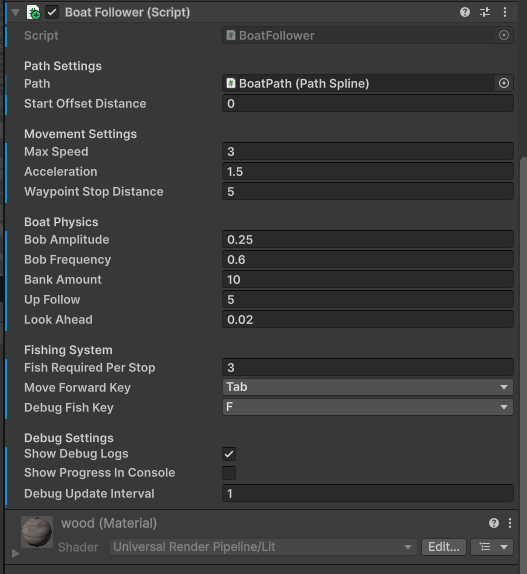 Boat Follower (Script)
Script BoatFollower
Path Settings
Path BoatPath (Path Spline)
Start Offset Distance 0
Movement Settings
Max Speed 3
Acceleration 1.5
Waypoint Stop Distance 5
Boat Physics
Bob Amplitude 0.25
Bob Frequency 0.6
Bank Amount 10
Up Follow 5
Look Ahead 0.02
Fishing System
Fish Required Per Stop 3
Move Forward Key Tab
Debug Fish Key F
Debug Settings
Show Debug Logs
Show Progress In Console
Debug Update Interval 1
wood (Material)
Shader Universal Render Pipeline/Lit Edit...